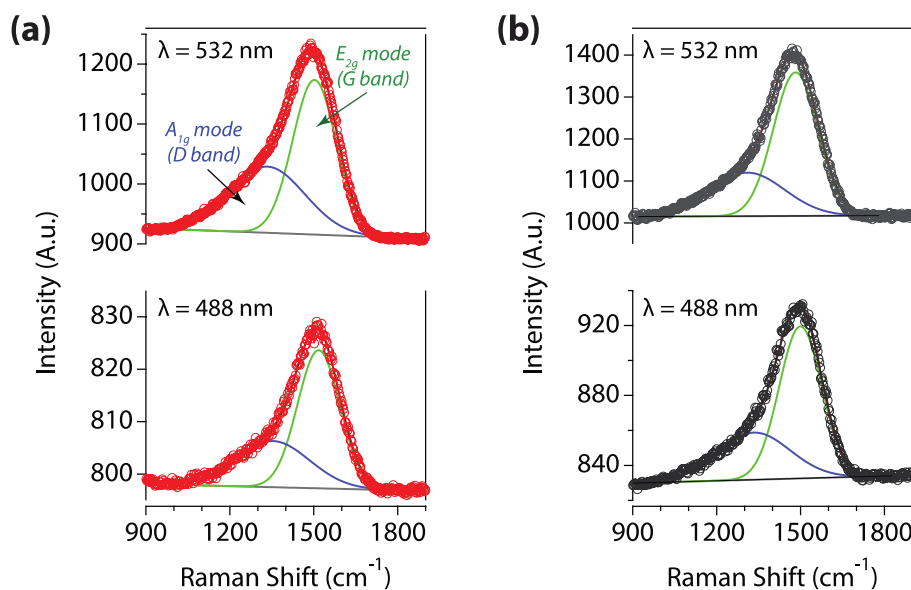 (a)
λ = 532 nm
E2g mode
(G band)
A1g mode
(D band)
1200
1100
1000
900
Intensity (A.u.)
λ = 488 nm
830
820
810
800
900 1200 1500 1800
Raman Shift (cm-1)
(b)
λ = 532 nm
1400
1300
1200
1100
1000
Intensity (A.u.)
λ = 488 nm
920
880
840
900 1200 1500 1800
Raman Shift (cm-1)